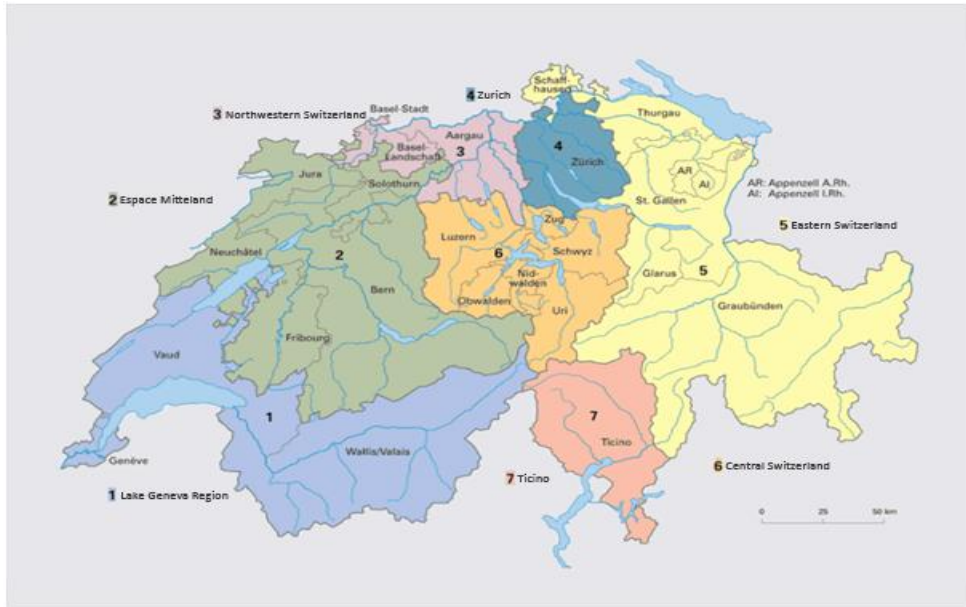 Schaff-
hausen
4 Zurich
Basel-Stadt
3 Northwestern Switzerland
Thurgau
Aargau
Basel-
Landschaft
3
4
Zürich
Jura
Solothurn
AR
AI
AR: Appenzell A.Rh.
AI: Appenzell I.Rh.
2 Espace Mitteland
St. Gallen
Zug
5 Eastern Switzerland
Luzern
Schwyz
Neuchâtel
2
6
Nid-
walden
Glarus
5
Bern
Obwalden
Uri
Graubünden
Fribourg
Vaud
1
7
Ticino
Wallis/Valais
Genève
6 Central Switzerland
7 Ticino
1 Lake Geneva Region
0 25 50 km